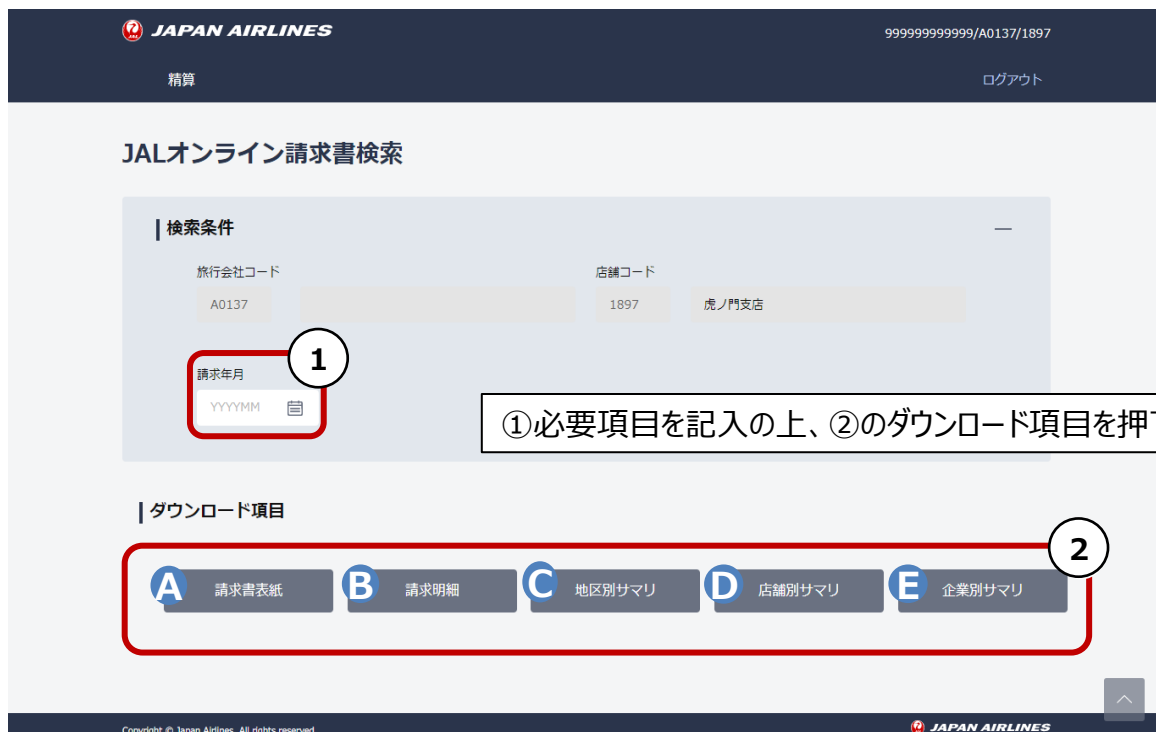 JAPAN AIRLINES
999999999999/A0137/1897
精算
ログアウト
JALオンライン請求書検索
検索条件
旅行会社コード
店舗コード
A0137
1897
虎ノ門支店
1
請求年月
YYYYMM
①必要項目を記入の上、②のダウンロード項目を押
ダウンロード項目
2
A 請求書表紙
B 請求明細
C 地区別サマリ
D 店舗別サマリ
E 企業別サマリ
Copyright © Japan Airlines. All rights reserved.
JAPAN AIRLINES